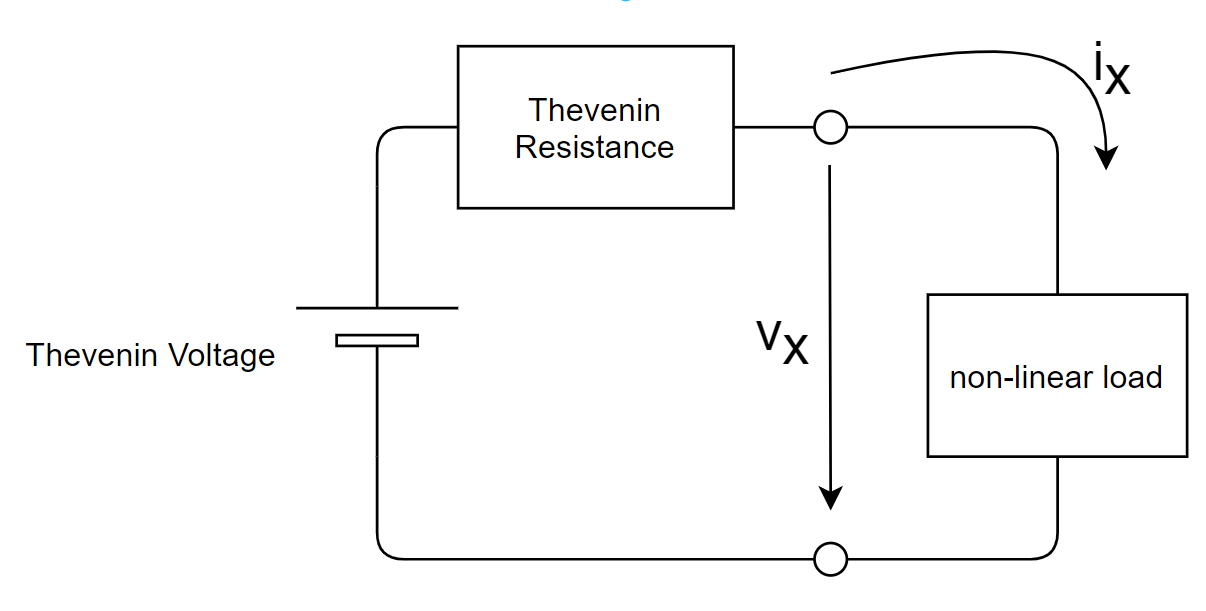 Thevenin
Resistance
iX
vX
Thevenin Voltage
non-linear load